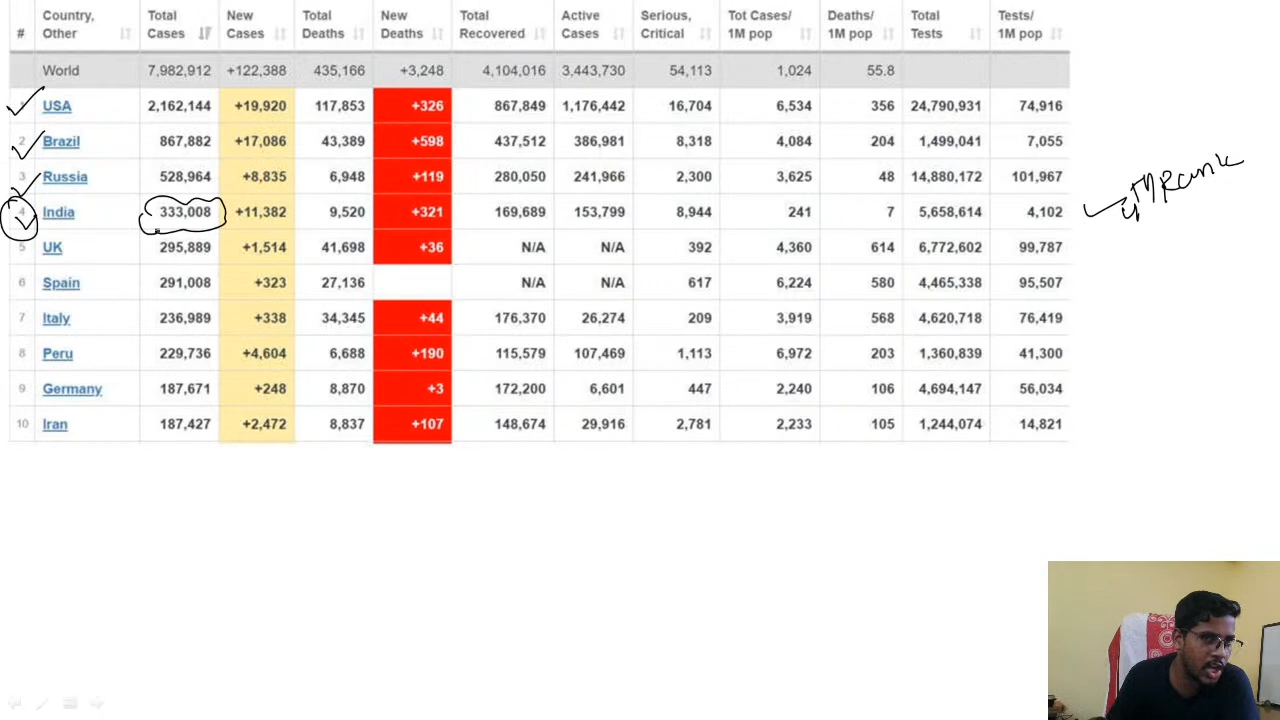 # Country, Other Total Cases New Cases Total Deaths New Deaths Total Recovered Active Cases Serious, Critical Tot Cases/ 1M pop Deaths/ 1M pop Total Tests Tests/ 1M pop
World 7,982,912 +122,388 435,166 +3,248 4,104,016 3,443,730 54,113 1,024 55.8
USA 2,162,144 +19,920 117,853 +326 867,849 1,176,442 16,704 6,534 356 24,790,931 74,916
2 Brazil 867,882 +17,086 43,389 +598 437,512 386,981 8,318 4,084 204 1,499,041 7,055
3 Russia 528,964 +8,835 6,948 +119 280,050 241,966 2,300 3,625 48 14,880,172 101,967
4 India 333,008 +11,382 9,520 +321 169,689 153,799 8,944 241 7 5,658,614 4,102
4th Rank
5 UK 295,889 +1,514 41,698 +36 N/A N/A 392 4,360 614 6,772,602 99,787
6 Spain 291,008 +323 27,136 N/A N/A 617 6,224 580 4,465,338 95,507
7 Italy 236,989 +338 34,345 +44 176,370 26,274 209 3,919 568 4,620,718 76,419
8 Peru 229,736 +4,604 6,688 +190 115,579 107,469 1,113 6,972 203 1,360,839 41,300
9 Germany 187,671 +248 8,870 +3 172,200 6,601 447 2,240 106 4,694,147 56,034
10 Iran 187,427 +2,472 8,837 +107 148,674 29,916 2,781 2,233 105 1,244,074 14,821